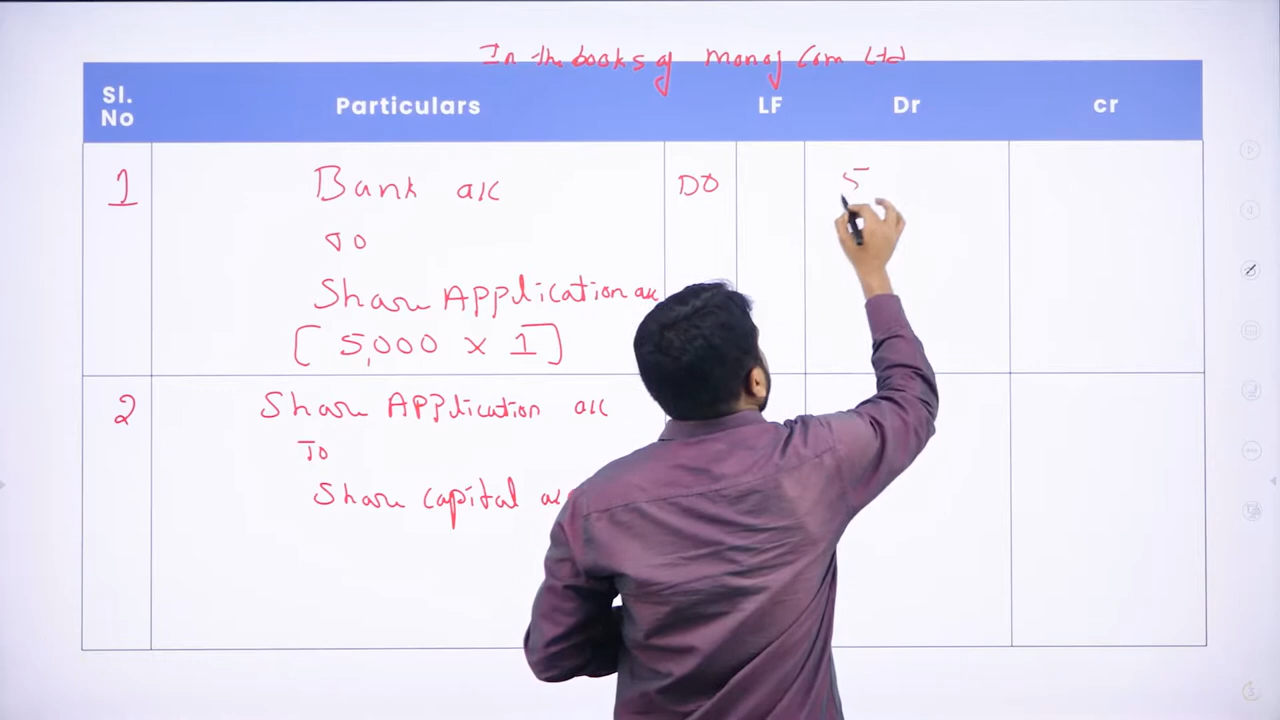 In the books of Manoj Com Ltd
Sl. No Particulars LF Dr cr
1 Bank a/c Dr 5
To
Share Application a/c
[ 5,000 x 1 ]
2 Share Application a/c
To
Share capital a/c